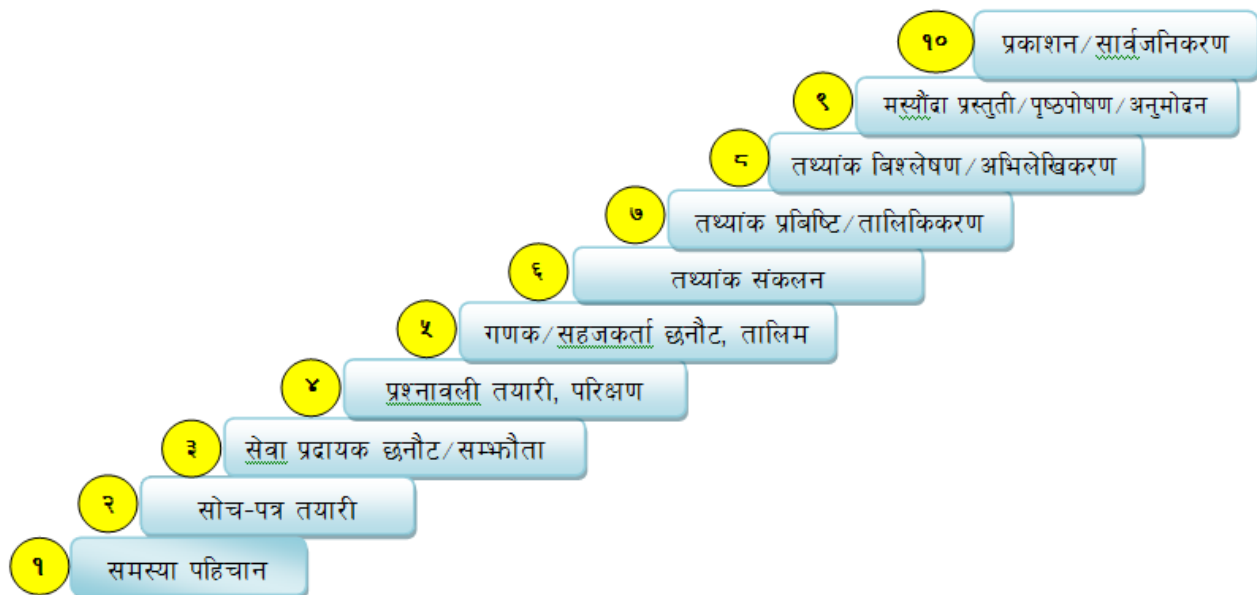 १० प्रकाशन/सार्वजनिकरण
९ मस्यौंदा प्रस्तुती/पृष्ठपोषण/अनुमोदन
८ तथ्यांक बिश्लेषण/अभिलेखिकरण
७ तथ्यांक प्रबिष्टि/तालिकिकरण
६ तथ्यांक संकलन
५ गणक/सहजकर्ता छनौट, तालिम
४ प्रश्नावली तयारी, परिक्षण
३ सेवा प्रदायक छनौट/सम्झौता
२ सोच-पत्र तयारी
१ समस्या पहिचान